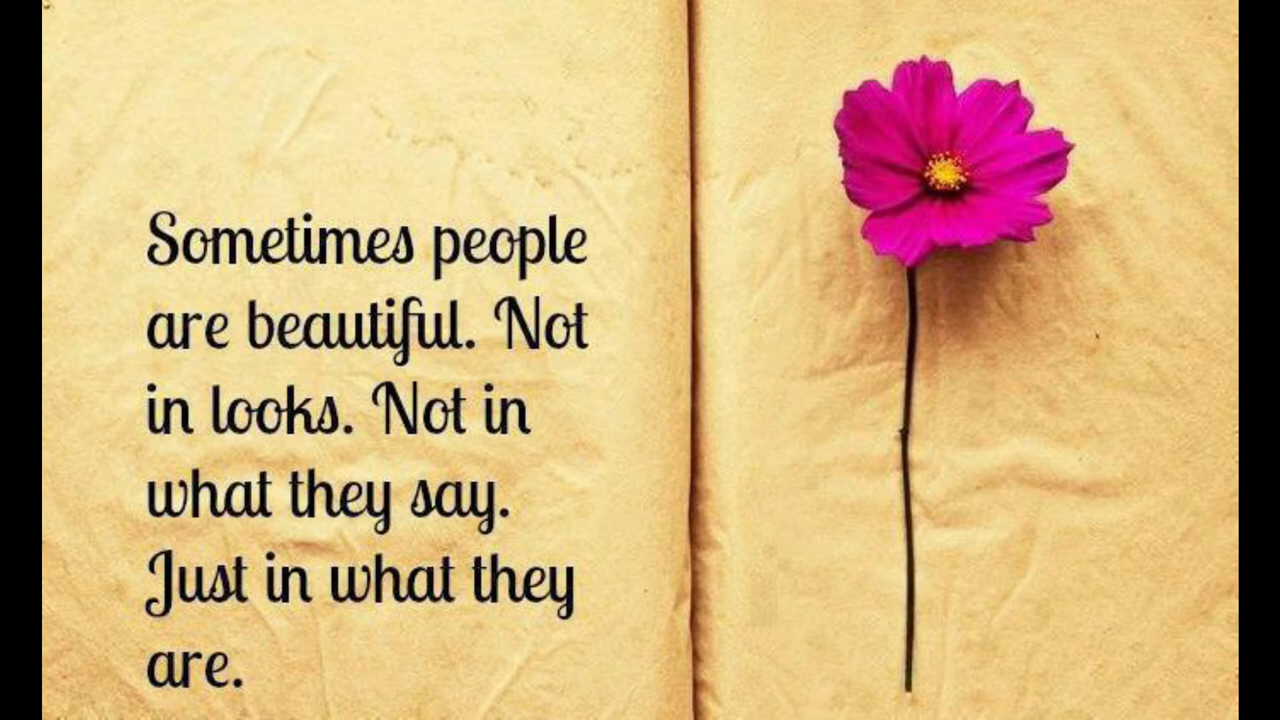 Sometimes people
are beautiful. Not
in looks. Not in
what they say.
Just in what they
are.